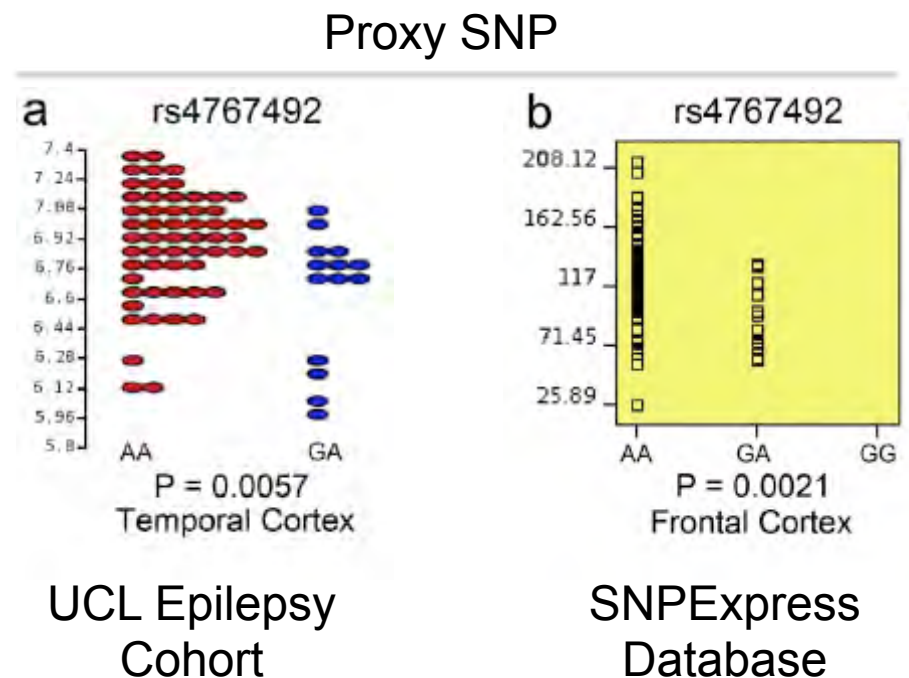 Proxy SNP
a
rs4767492
7.4
7.24
7.08
6.92
6.76
6.6
6.44
6.28
6.12
5.96
5.8
AA GA
P = 0.0057
Temporal Cortex
UCL Epilepsy
Cohort
b
rs4767492
208.12
162.56
117
71.45
25.89
AA GA GG
P = 0.0021
Frontal Cortex
SNPExpress
Database